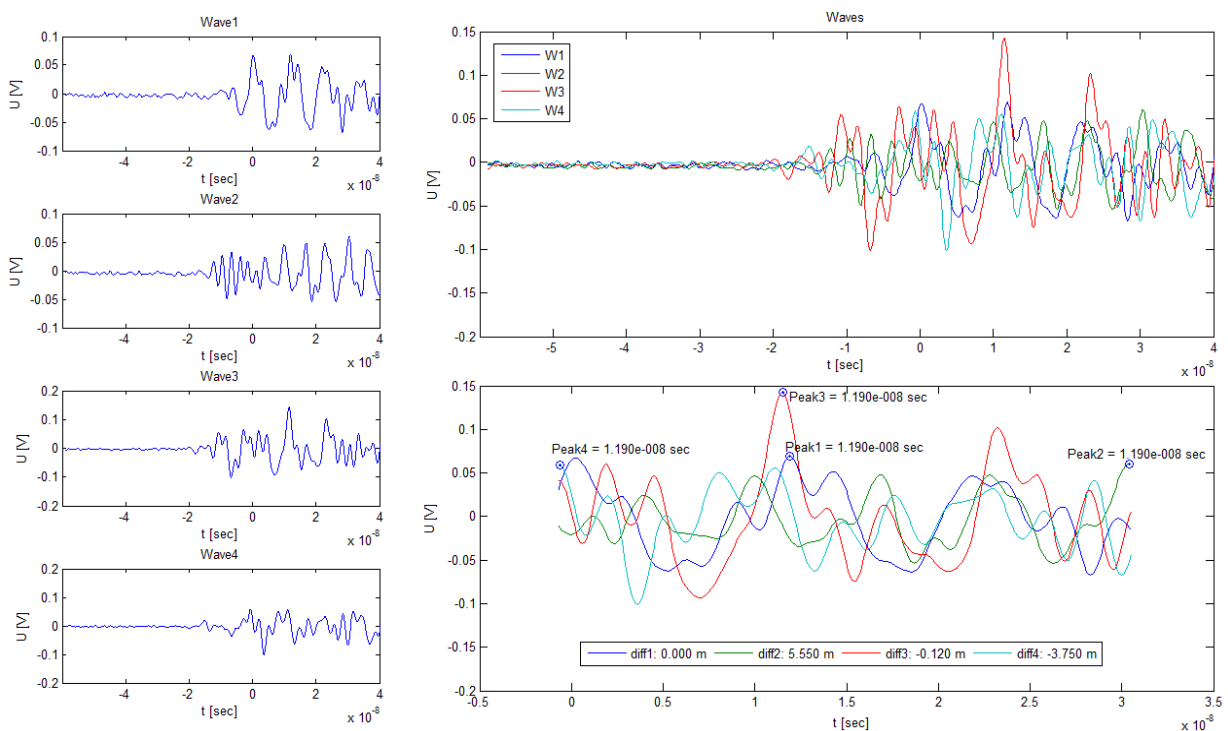 Wave1
0.1
0.05
0
-0.05
-0.1
U [V]
-4
-2
0
2
4
t [sec]
x 10^-8
Wave2
0.1
0.05
0
-0.05
-0.1
U [V]
-4
-2
0
2
4
t [sec]
x 10^-8
Wave3
0.2
0.1
0
-0.1
-0.2
U [V]
-4
-2
0
2
4
t [sec]
x 10^-8
Wave4
0.2
0.1
0
-0.1
-0.2
U [V]
-4
-2
0
2
4
t [sec]
x 10^-8
Waves
W1
W2
W3
W4
0.15
0.1
0.05
0
-0.05
-0.1
-0.15
-0.2
U [V]
-5
-4
-3
-2
-1
0
1
2
3
4
t [sec]
x 10^-8
0.15
0.1
0.05
0
-0.05
-0.1
-0.15
-0.2
U [V]
Peak3 = 1.190e-008 sec
Peak4 = 1.190e-008 sec
Peak1 = 1.190e-008 sec
Peak2 = 1.190e-008 sec
diff1: 0.000 m
diff2: 5.550 m
diff3: -0.120 m
diff4: -3.750 m
-0.5
0
0.5
1
1.5
2
2.5
3
3.5
t [sec]
x 10^-8